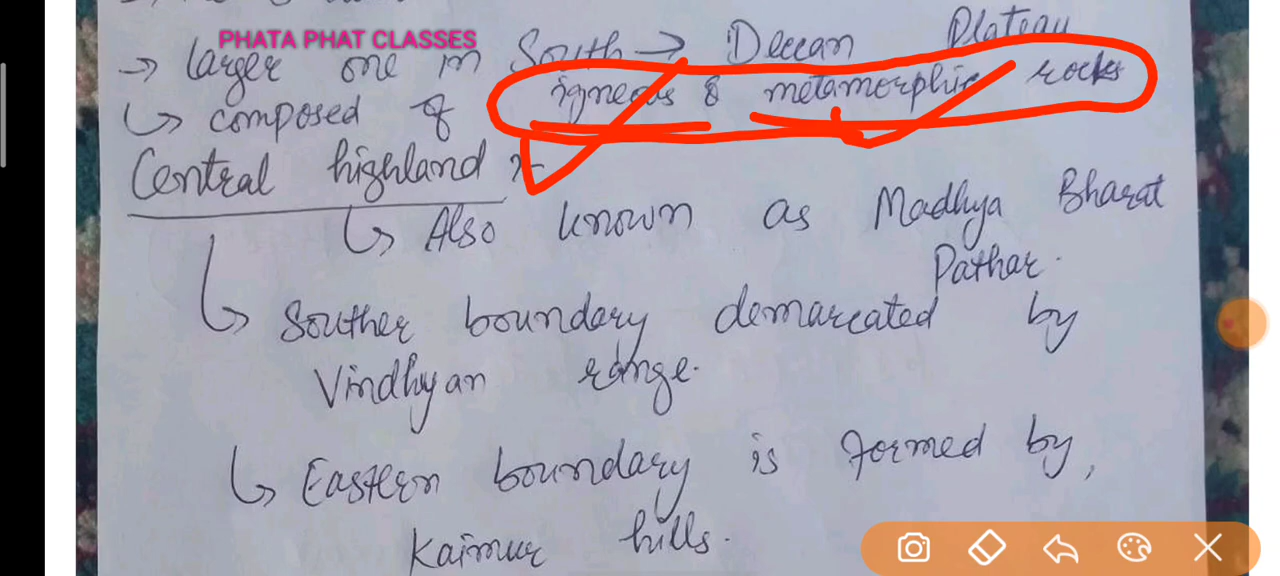 PHATA PHAT CLASSES
→ larger one in South → Deccan Plateau
↳ composed of igneous & metamorphic rocks
Central highland :-
↳ Also known as Madhya Bharat
Pathar.
↳ Souther boundary demarcated by
Vindhyan range.
↳ Eastern boundary is formed by,
Kaimur hills.